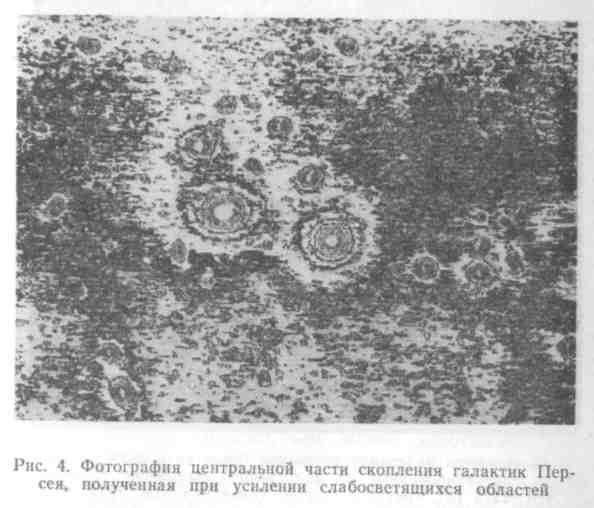 Рис. 4. Фотография центральной части скопления галактик Пер-
сея, полученная при усилении слабосветящихся областей